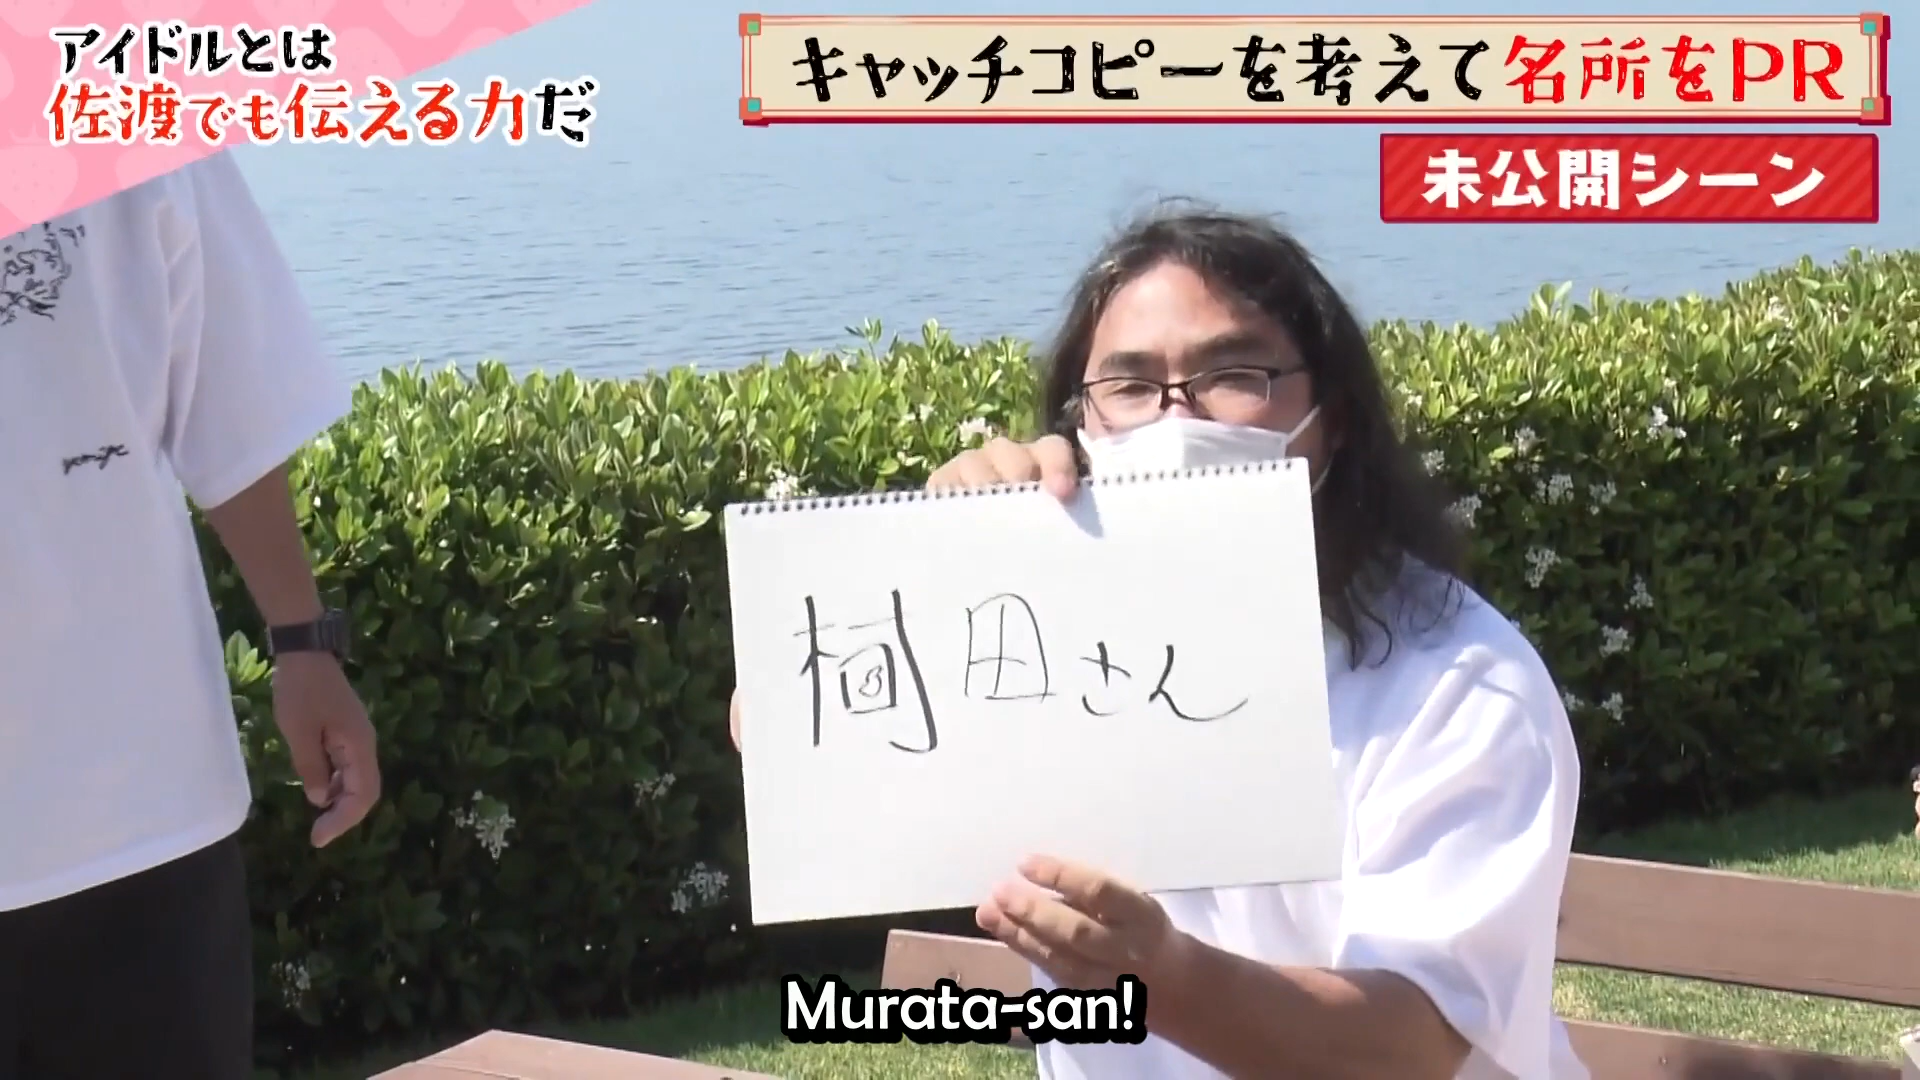 アイドルとは
佐渡でも伝える力だ
キャッチコピーを考えて名所をPR
未公開シーン
田さん
Murata-san!